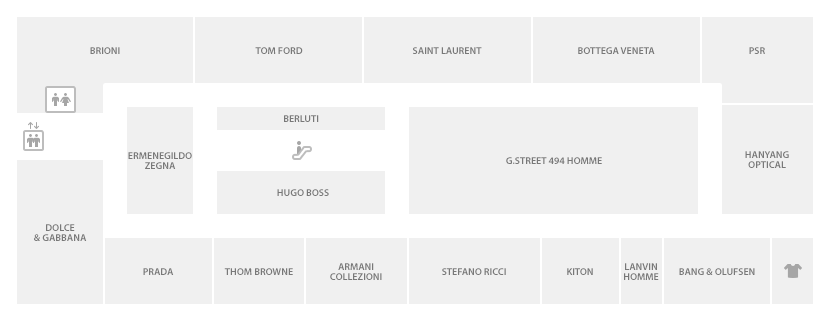 BRIONI
TOM FORD
SAINT LAURENT
BOTTEGA VENETA
PSR
BERLUTI
ERMENEGILDO
ZEGNA
G.STREET 494 HOMME
HANYANG
OPTICAL
HUGO BOSS
DOLCE
& GABBANA
PRADA
THOM BROWNE
ARMANI
COLLEZIONI
STEFANO RICCI
KITON
LANVIN
HOMME
BANG & OLUFSEN